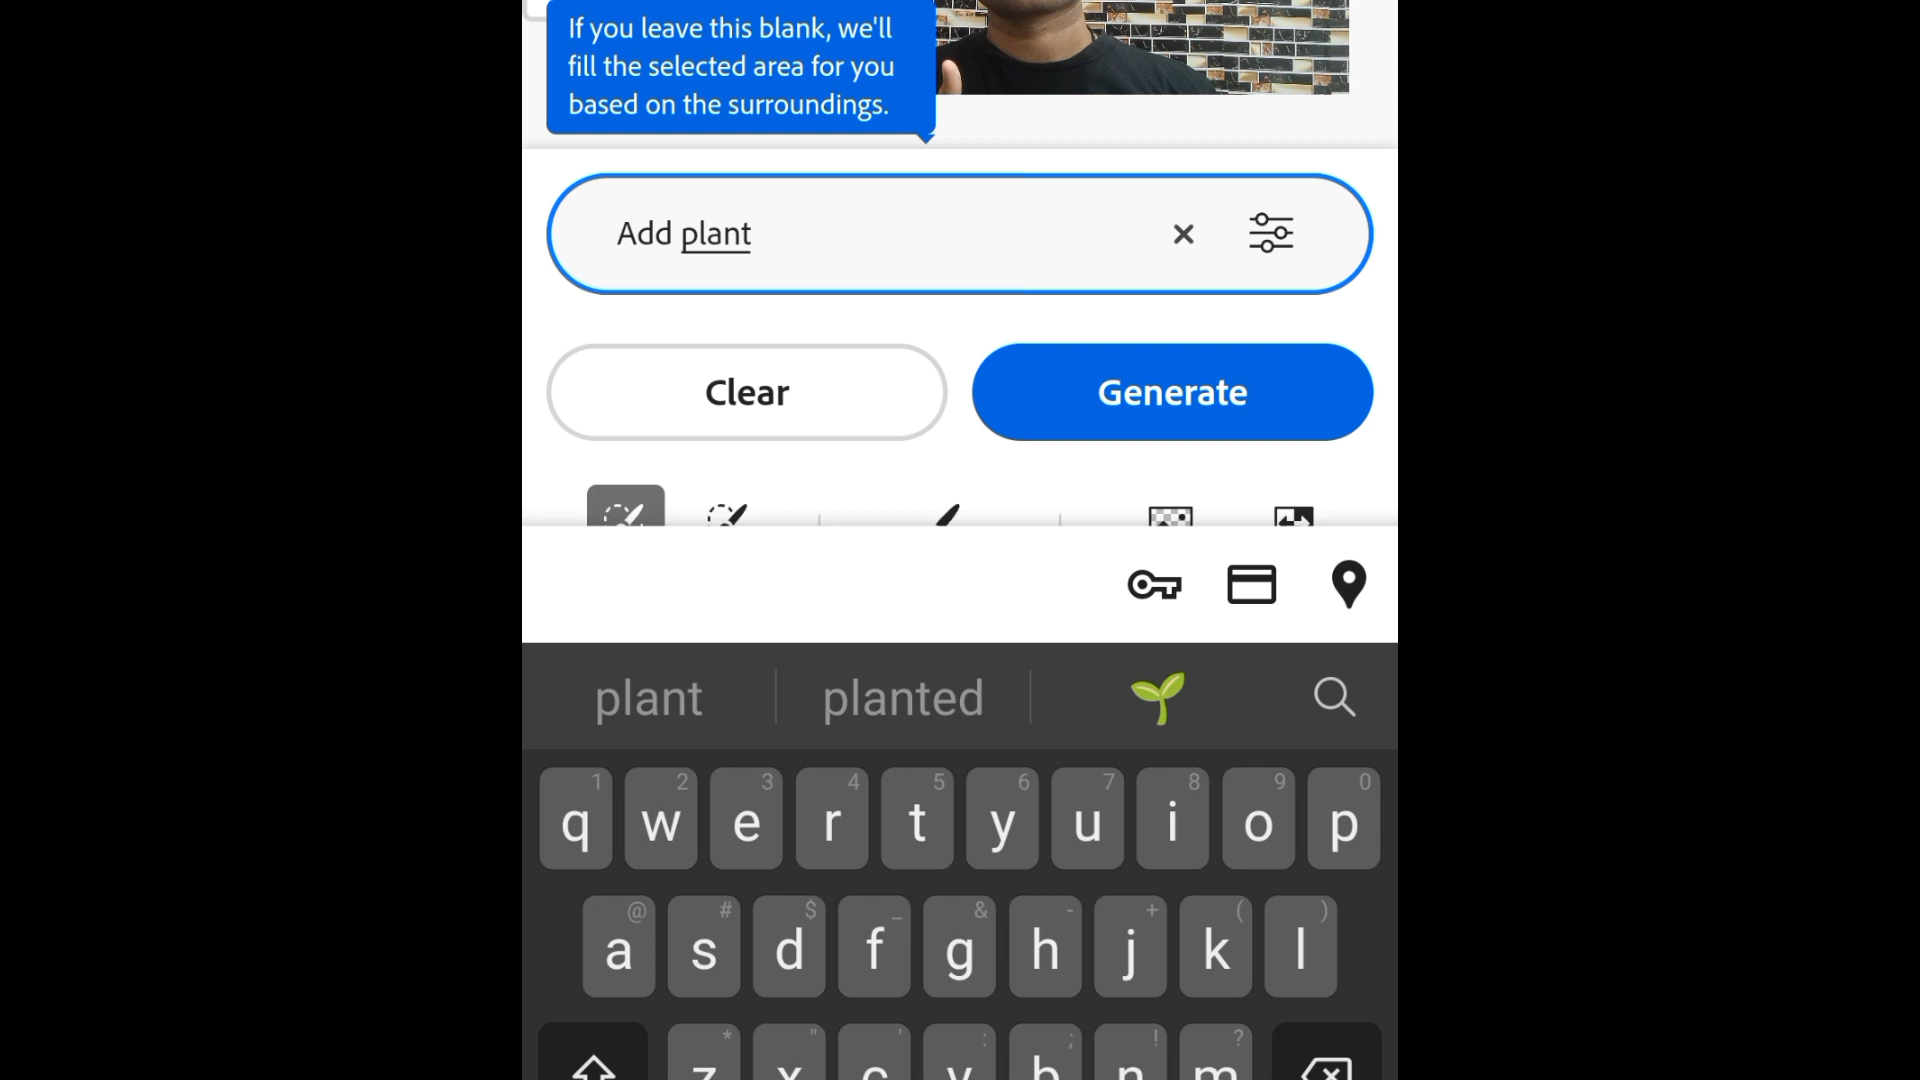 If you leave this blank, we'll
fill the selected area for you
based on the surroundings.
Add plant
Clear
Generate
plant planted
1 2 3 4 5 6 7 8 9 0
q w e r t y u i o p
@ # $ _ & - + ( )
a s d f g h j k l
* " ' : ; ! ?
z x c v b n m